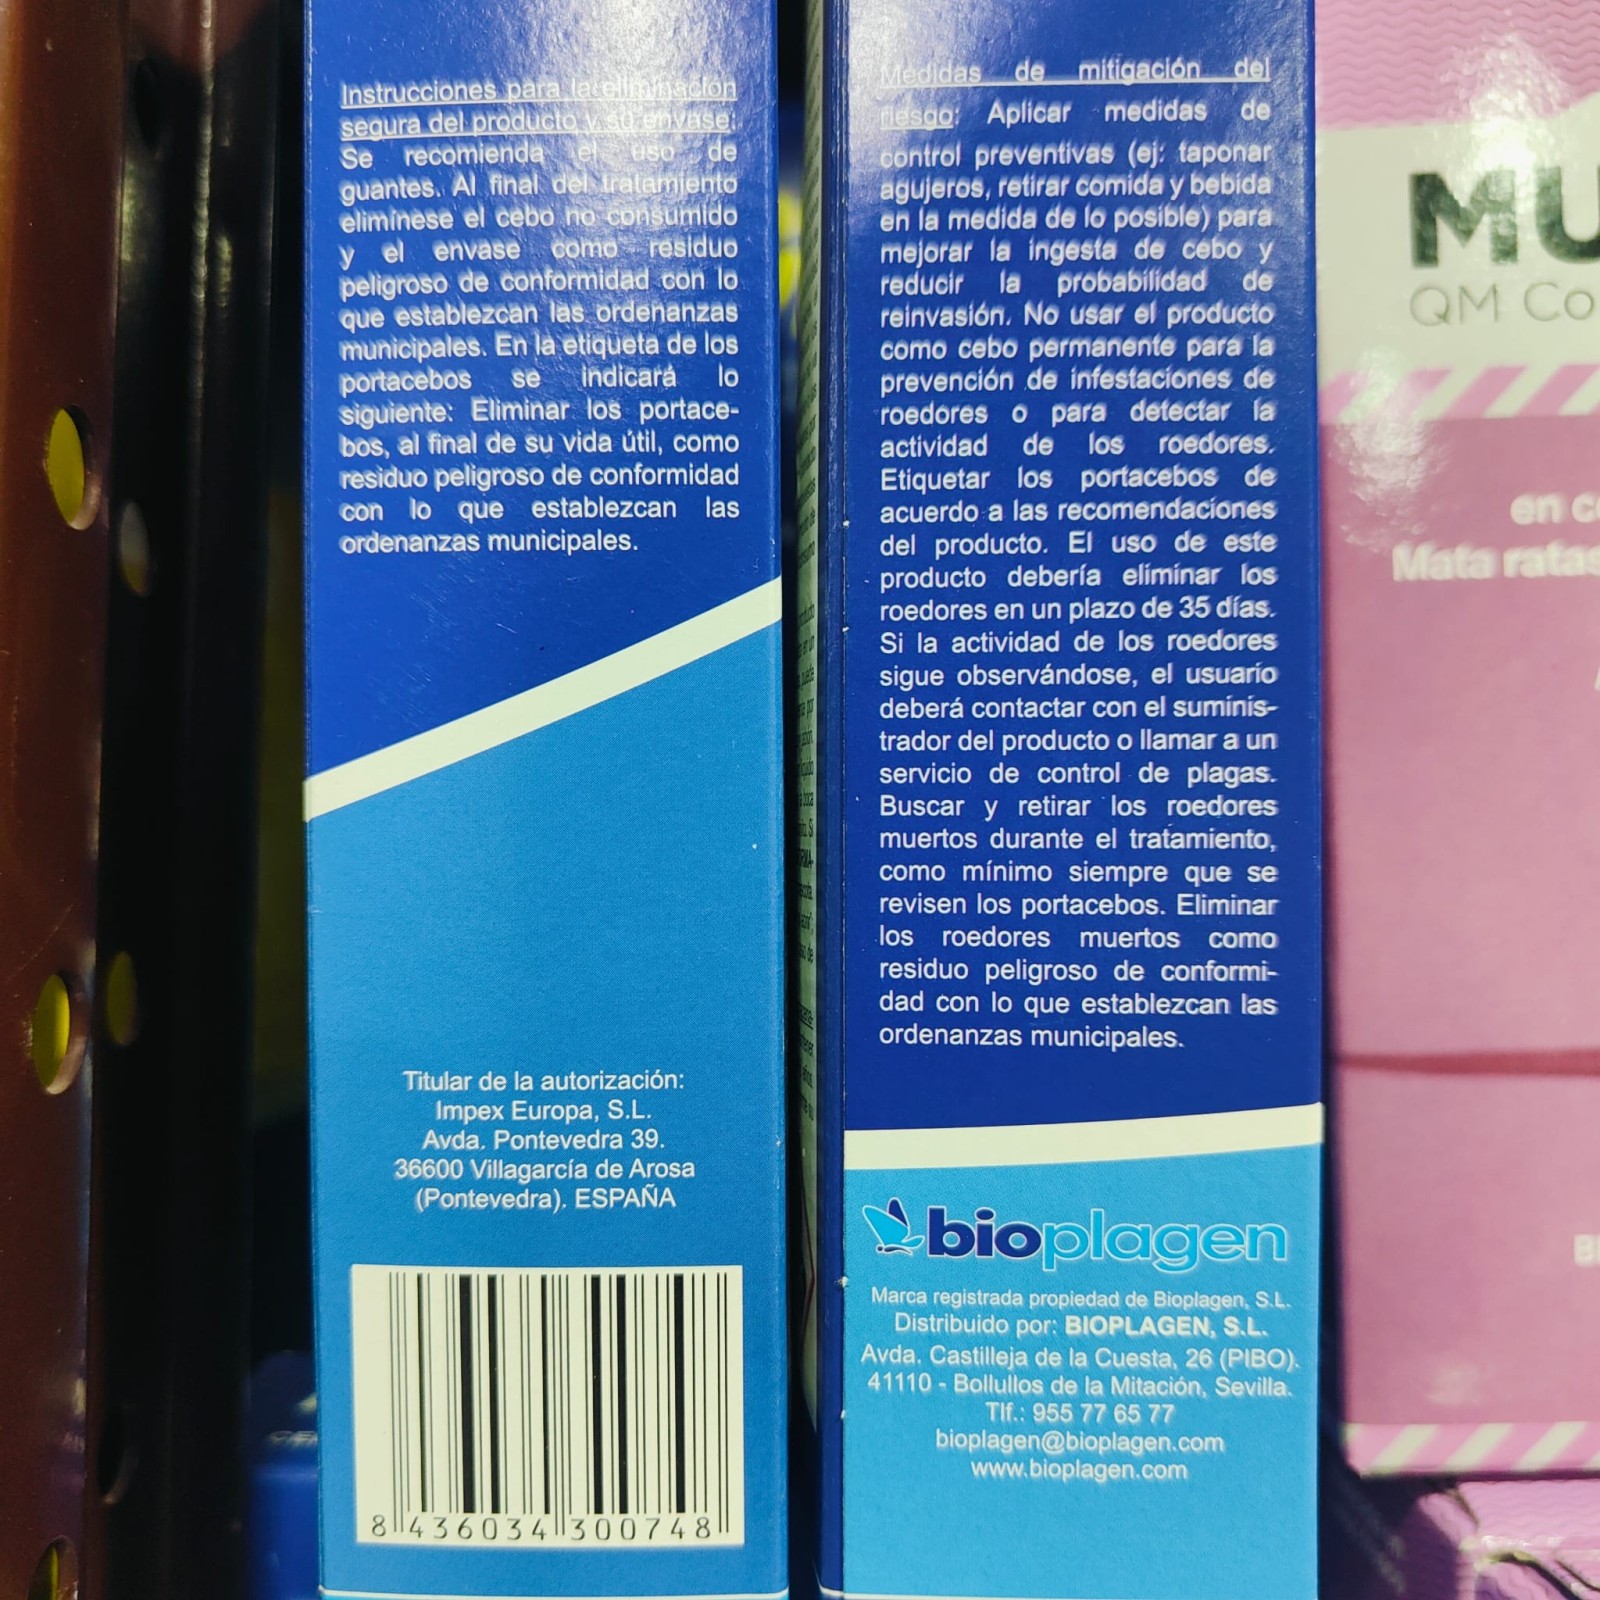 Instrucciones para la eliminación
segura del producto y su envase:
Se recomienda el uso de
guantes. Al final del tratamiento
elimínese el cebo no consumido
y el envase como residuo
peligroso de conformidad con lo
que establezcan las ordenanzas
municipales. En la etiqueta de los
portacebos se indicará lo
siguiente: Eliminar los portace-
bos, al final de su vida útil, como
residuo peligroso de conformidad
con lo que establezcan las
ordenanzas municipales.
Titular de la autorización:
Impex Europa, S.L.
Avda. Pontevedra 39.
36600 Villagarcía de Arosa
(Pontevedra). ESPAÑA
8 436034 300748
Medidas de mitigación del
riesgo: Aplicar medidas de
control preventivas (ej: taponar
agujeros, retirar comida y bebida
en la medida de lo posible) para
mejorar la ingesta de cebo y
reducir la probabilidad de
reinvasión. No usar el producto
como cebo permanente para la
prevención de infestaciones de
roedores o para detectar la
actividad de los roedores.
Etiquetar los portacebos de
acuerdo a las recomendaciones
del producto. El uso de este
producto debería eliminar los
roedores en un plazo de 35 días.
Si la actividad de los roedores
sigue observándose, el usuario
deberá contactar con el suminis-
trador del producto o llamar a un
servicio de control de plagas.
Buscar y retirar los roedores
muertos durante el tratamiento,
como mínimo siempre que se
revisen los portacebos. Eliminar
los roedores muertos como
residuo peligroso de conformi-
dad con lo que establezcan las
ordenanzas municipales.
bioplagen
Marca registrada propiedad de Bioplagen, S.L.
Distribuido por: BIOPLAGEN, S.L.
Avda. Castilleja de la Cuesta, 26 (PIBO).
41110 - Bollullos de la Mitación, Sevilla.
Tlf.: 955 77 65 77
bioplagen@bioplagen.com
www.bioplagen.com
MU
QM Co
en c
Mata ratas